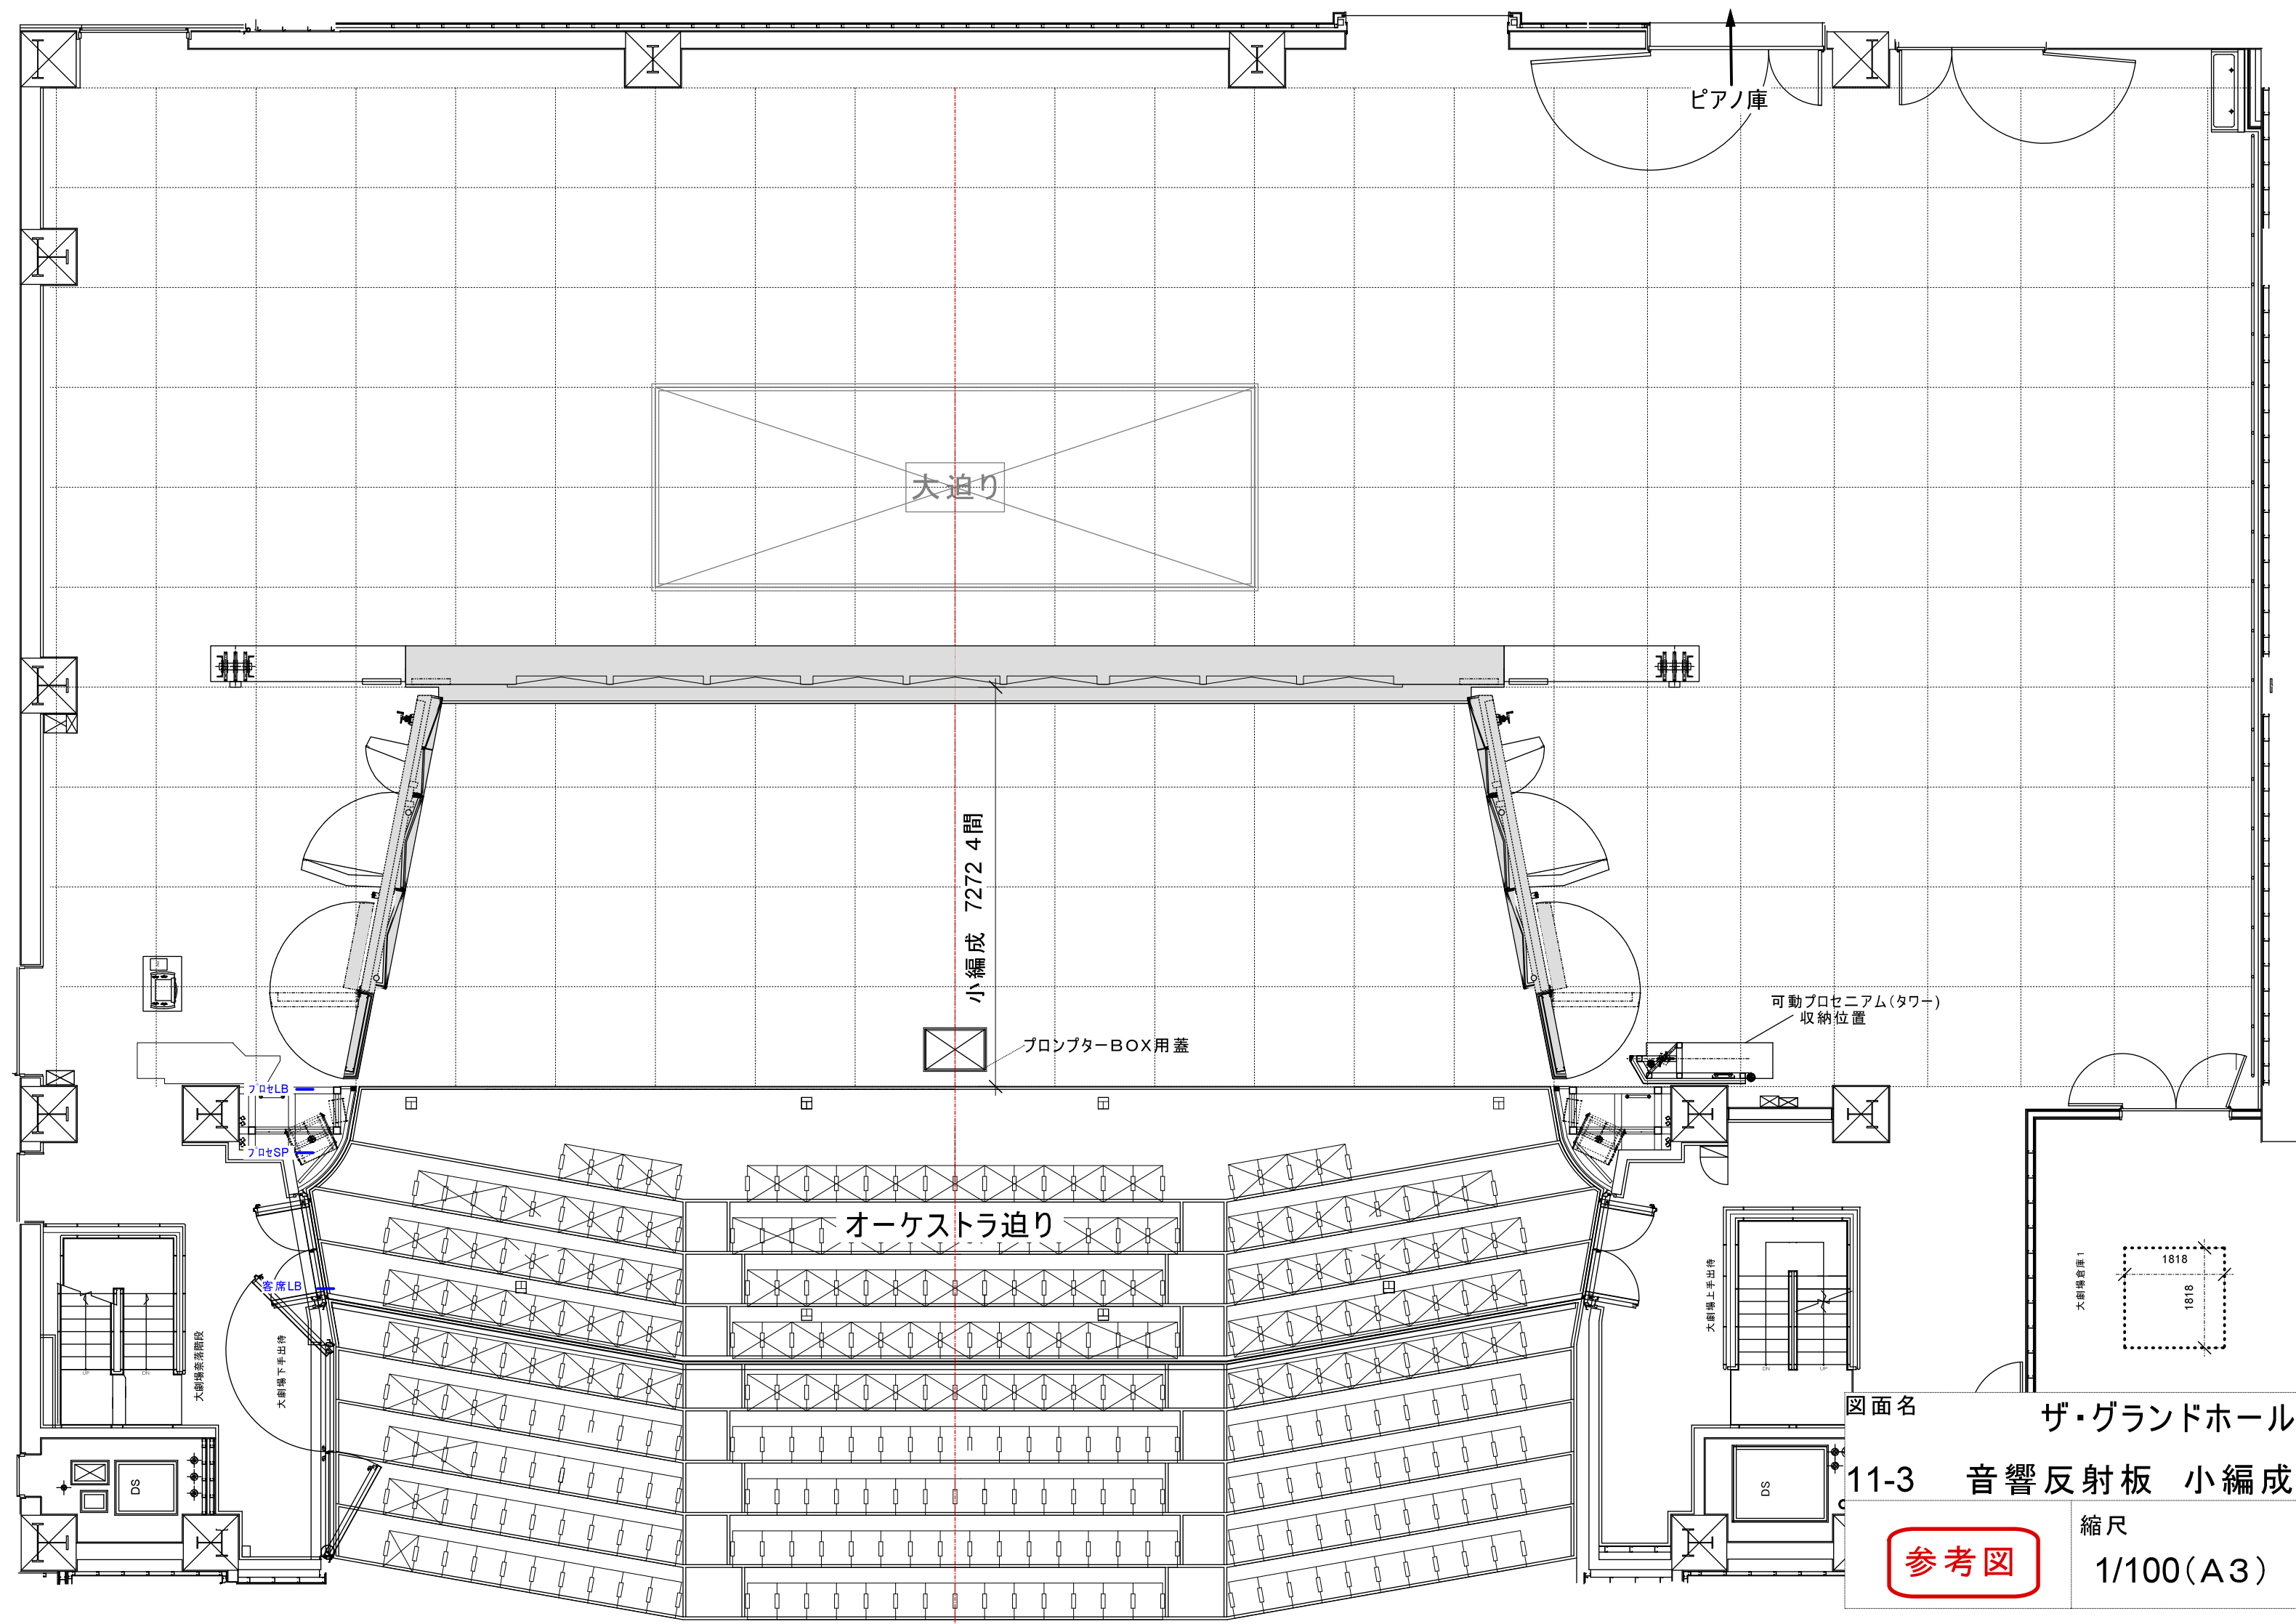 ピアノ庫
大迫り
小編成 7272 4間
プロンプターBOX用蓋
可動プロセニアム(タワー)
収納位置
プロセLB
プロセSP
オーケストラ迫り
客席LB
大劇場奈落階段
大劇場下手出待
大劇場上手出待
大劇場倉庫1
1818
1818
UP
DN
DN
UP
DS
DS
図面名
ザ・グランドホール
11-3 音響反射板 小編成
参考図
縮尺
1/100(A3)